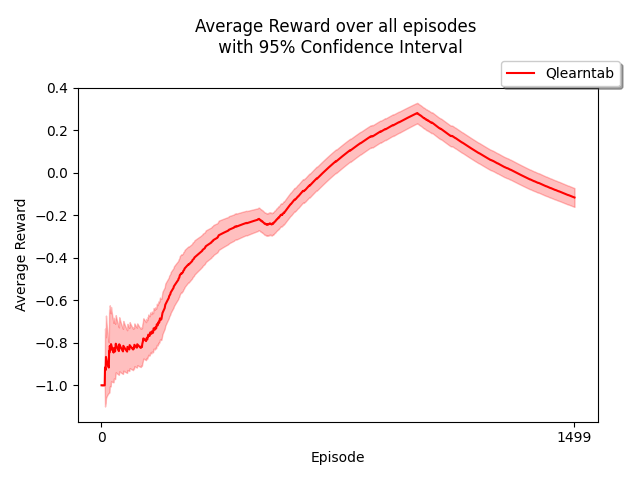 Average Reward over all episodes
with 95% Confidence Interval
Qlearntab
0.4
0.2
0.0
−0.2
−0.4
−0.6
−0.8
−1.0
Average Reward
0
1499
Episode